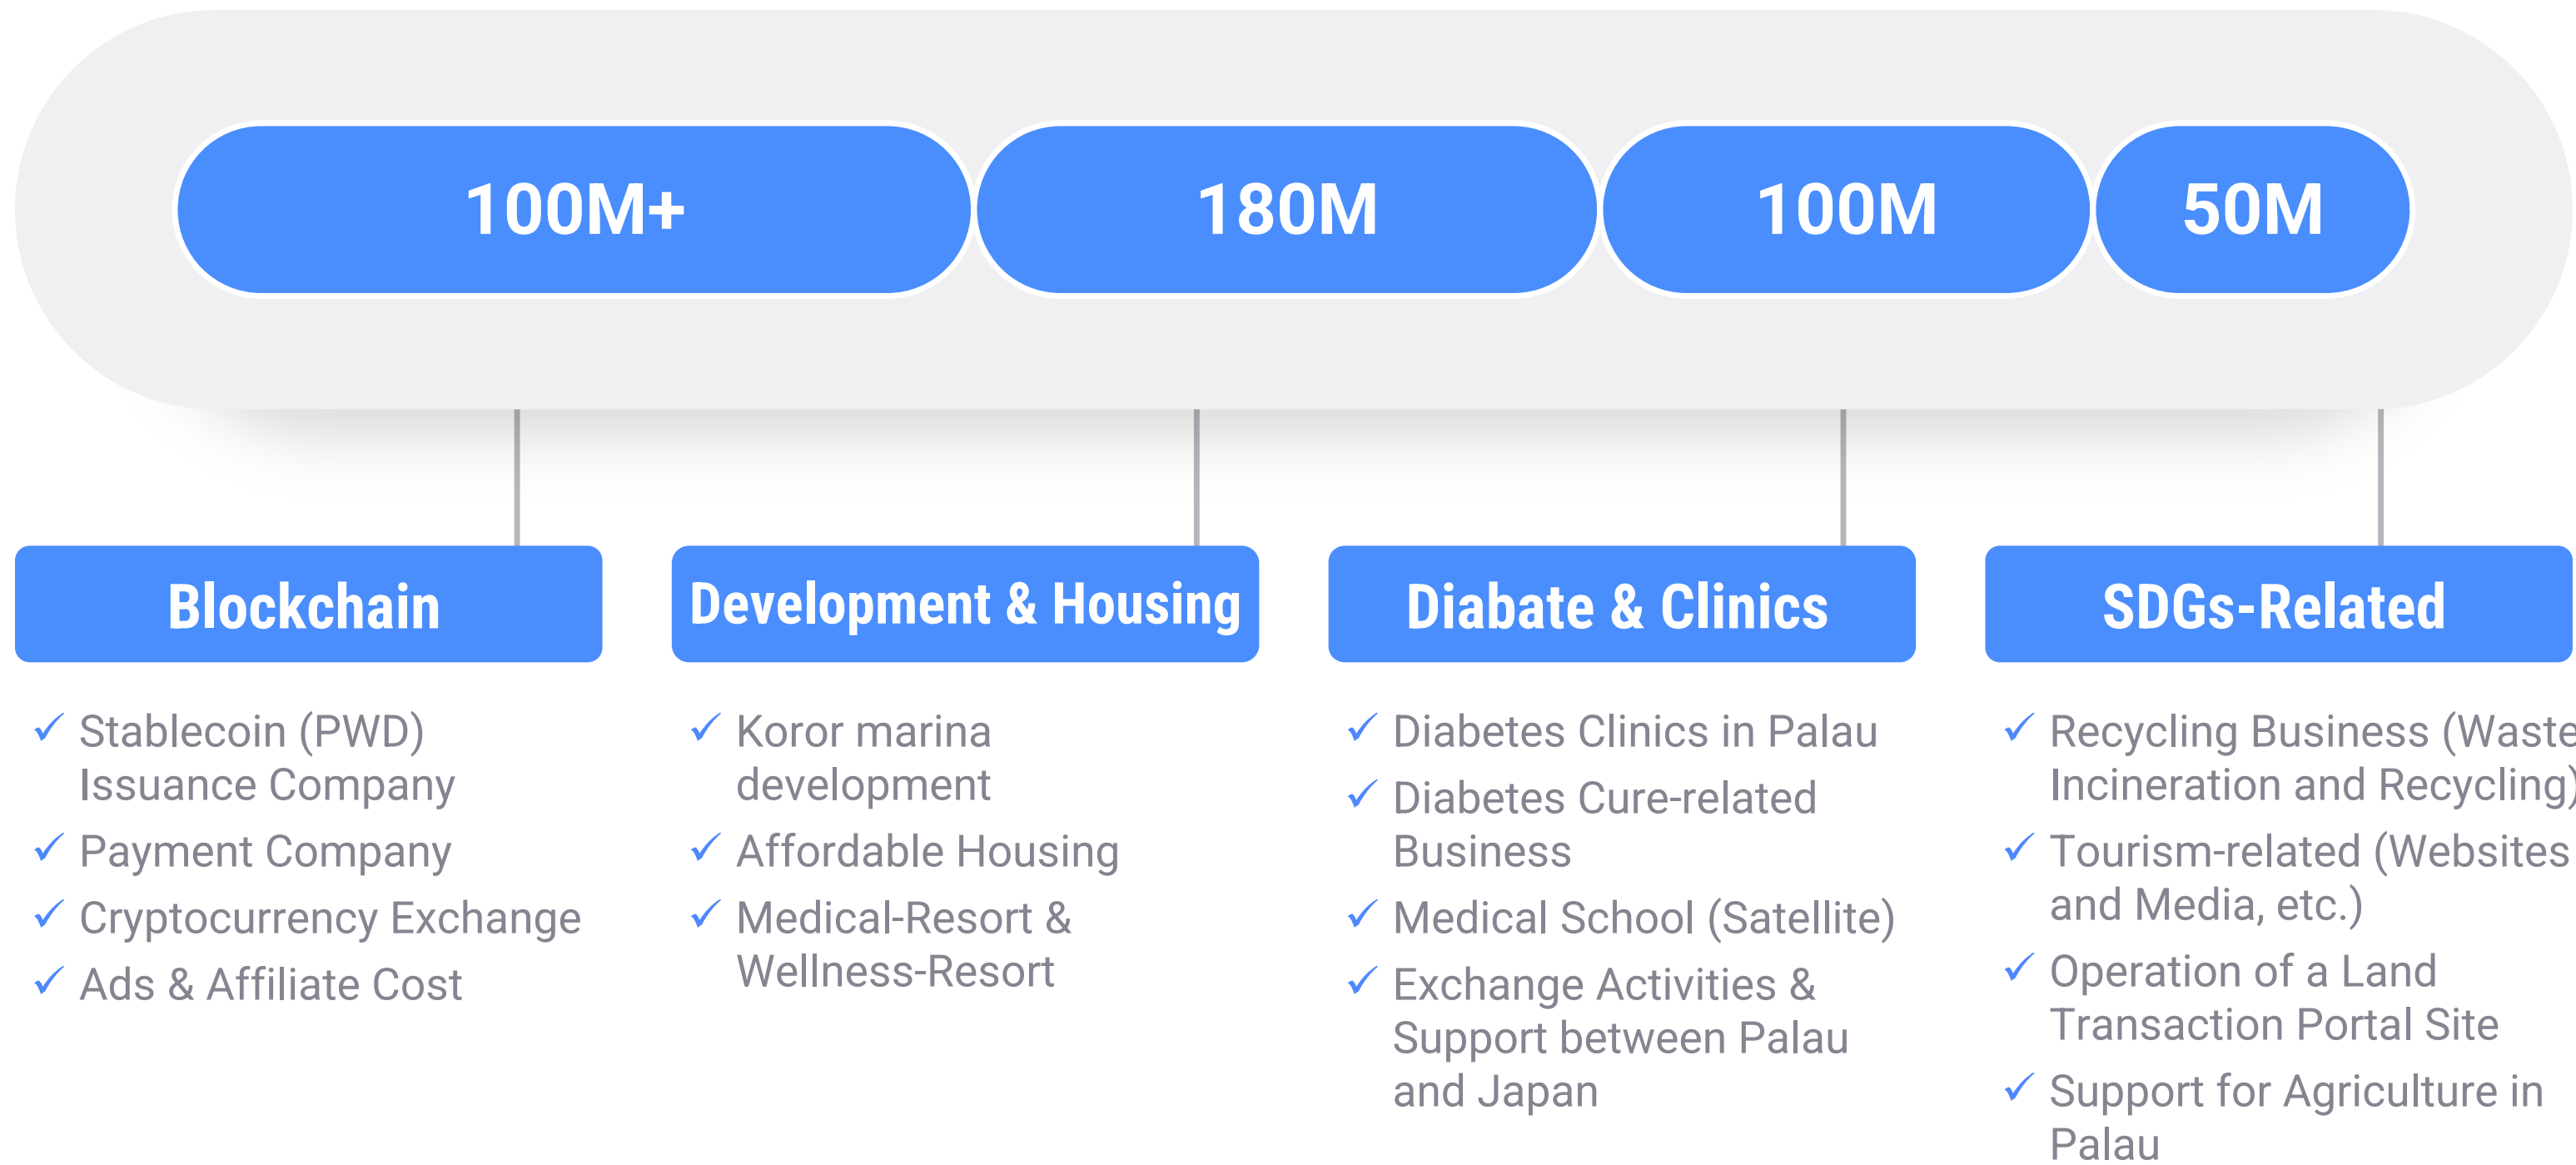 100M+
180M
100M
50M
Blockchain
Stablecoin (PWD)
Issuance Company
Payment Company
Cryptocurrency Exchange
Ads & Affiliate Cost
Development & Housing
Koror marina
development
Affordable Housing
Medical-Resort &
Wellness-Resort
Diabate & Clinics
Diabetes Clinics in Palau
Diabetes Cure-related
Business
Medical School (Satellite)
Exchange Activities &
Support between Palau
and Japan
SDGs-Related
Recycling Business (Waste
Incineration and Recycling)
Tourism-related (Websites
and Media, etc.)
Operation of a Land
Transaction Portal Site
Support for Agriculture in
Palau